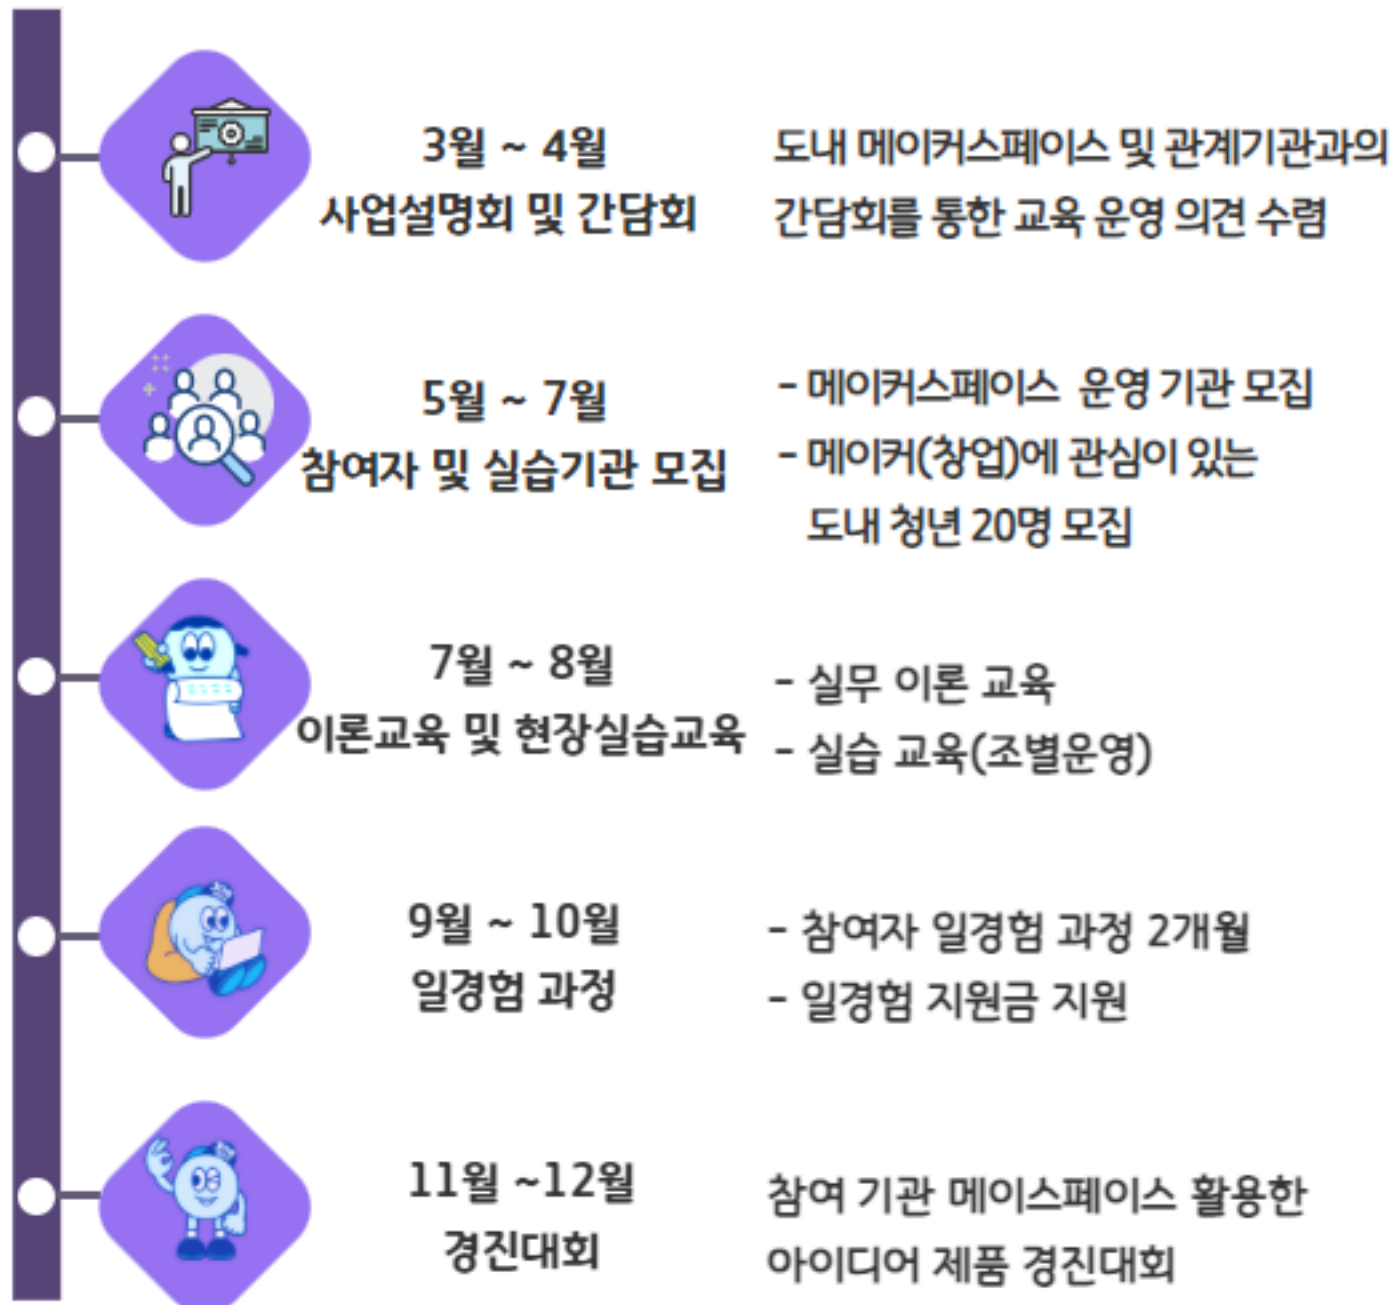 3월 ~ 4월
사업설명회 및 간담회
도내 메이커스페이스 및 관계기관과의
간담회를 통한 교육 운영 의견 수렴
5월 ~ 7월
참여자 및 실습기관 모집
- 메이커스페이스 운영 기관 모집
- 메이커(창업)에 관심이 있는
도내 청년 20명 모집
7월 ~ 8월
이론교육 및 현장실습교육
- 실무 이론 교육
- 실습 교육(조별운영)
9월 ~ 10월
일경험 과정
- 참여자 일경험 과정 2개월
- 일경험 지원금 지원
11월 ~12월
경진대회
참여 기관 메이스페이스 활용한
아이디어 제품 경진대회